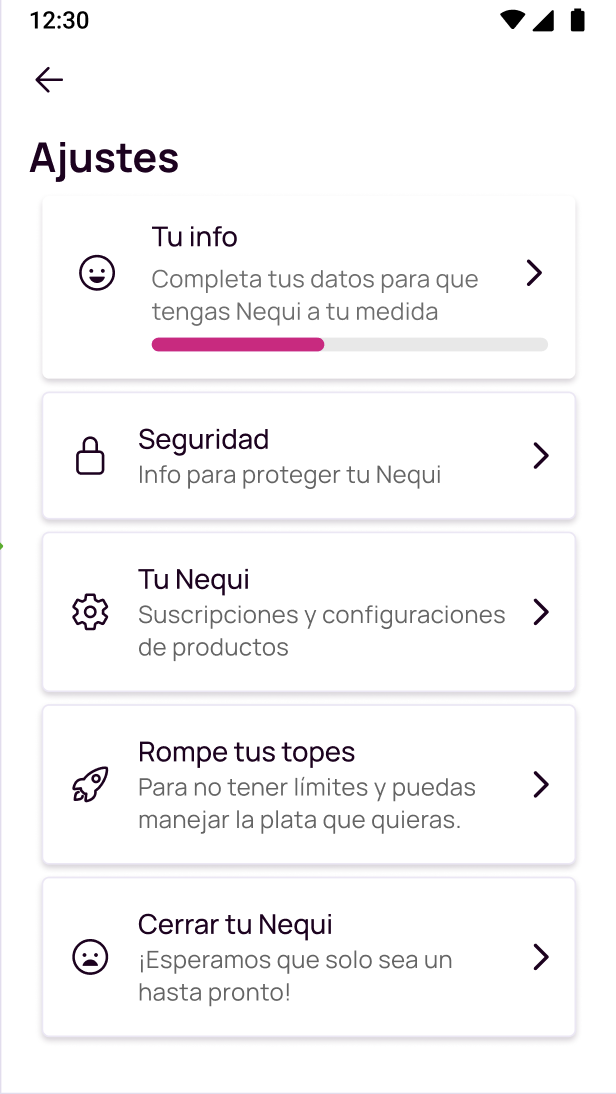 12:30
Ajustes
Tu info
Completa tus datos para que
tengas Nequi a tu medida
Seguridad
Info para proteger tu Nequi
Tu Nequi
Suscripciones y configuraciones
de productos
Rompe tus topes
Para no tener límites y puedas
manejar la plata que quieras.
Cerrar tu Nequi
¡Esperamos que solo sea un
hasta pronto!